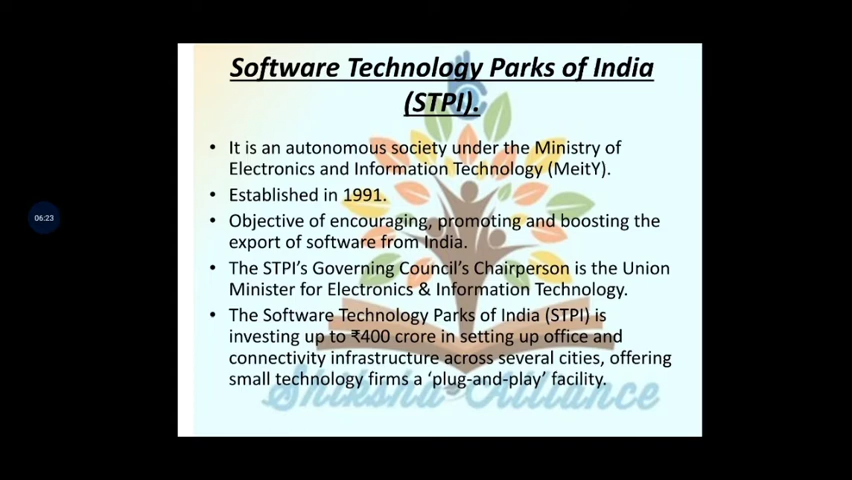 Software Technology Parks of India
(STPI).
• It is an autonomous society under the Ministry of
Electronics and Information Technology (MeitY).
• Established in 1991.
• Objective of encouraging, promoting and boosting the
export of software from India.
• The STPI's Governing Council's Chairperson is the Union
Minister for Electronics & Information Technology.
• The Software Technology Parks of India (STPI) is
investing up to ₹400 crore in setting up office and
connectivity infrastructure across several cities, offering
small technology firms a 'plug-and-play' facility.
Shiksha Alliance
06:23